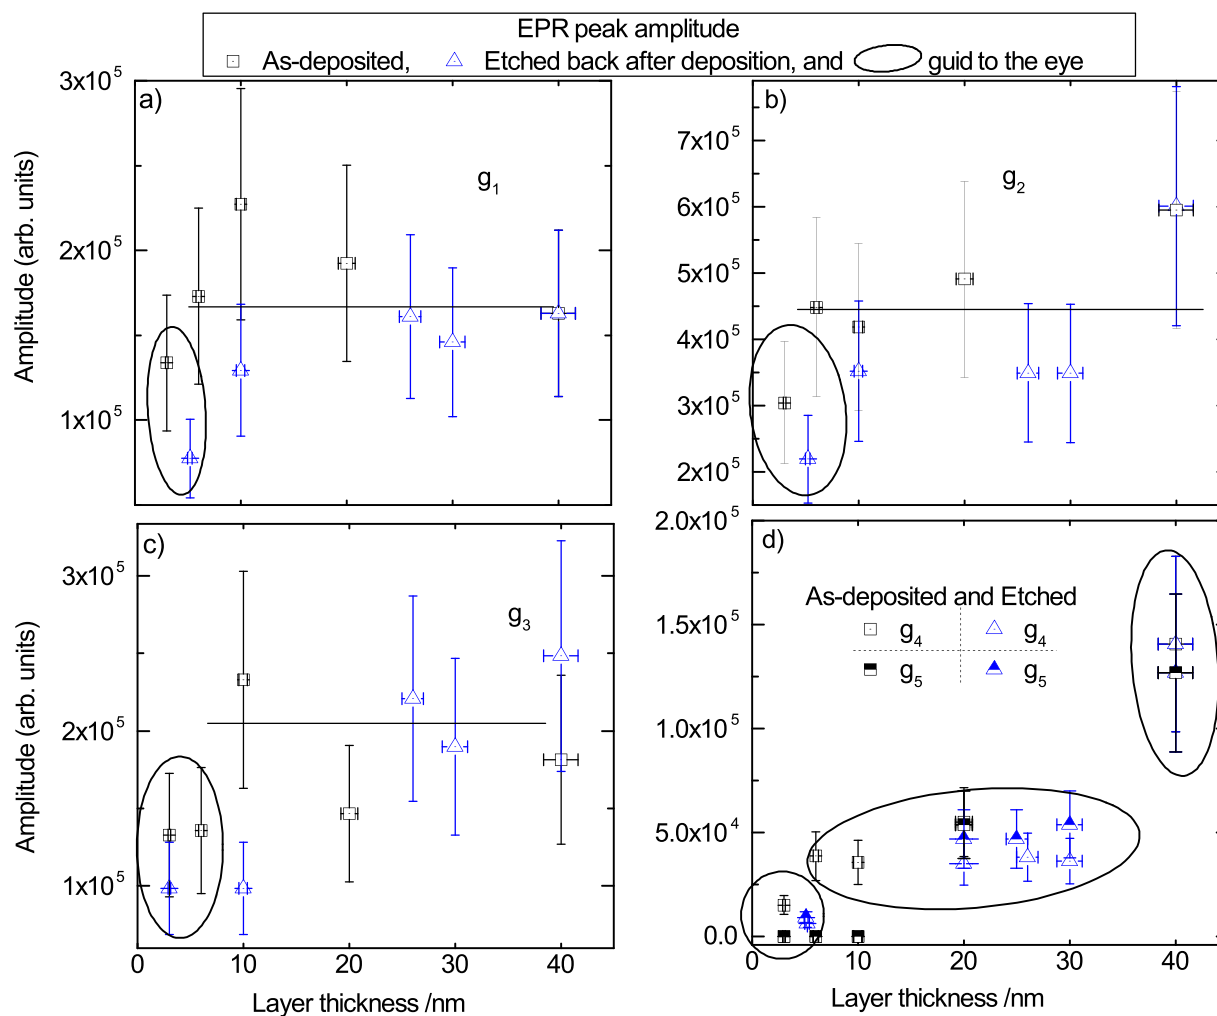 EPR peak amplitude
As-deposited, Etched back after deposition, and guid to the eye
a)
g1
3x10^5
2x10^5
1x10^5
Amplitude (arb. units)
b)
g2
7x10^5
6x10^5
5x10^5
4x10^5
3x10^5
2x10^5
c)
g3
3x10^5
2x10^5
1x10^5
Amplitude (arb. units)
0 10 20 30 40
Layer thickness /nm
d)
2.0x10^5
1.5x10^5
1.0x10^5
5.0x10^4
0.0
As-deposited and Etched
g4 g4
g5 g5
0 10 20 30 40
Layer thickness /nm